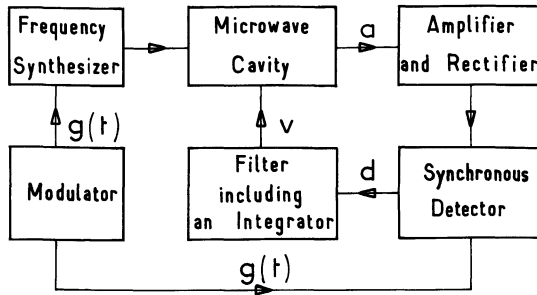 Frequency
Synthesizer
Microwave
Cavity
a
Amplifier
and Rectifier
g(t)
v
Modulator
Filter
including
an Integrator
d
Synchronous
Detector
g(t)